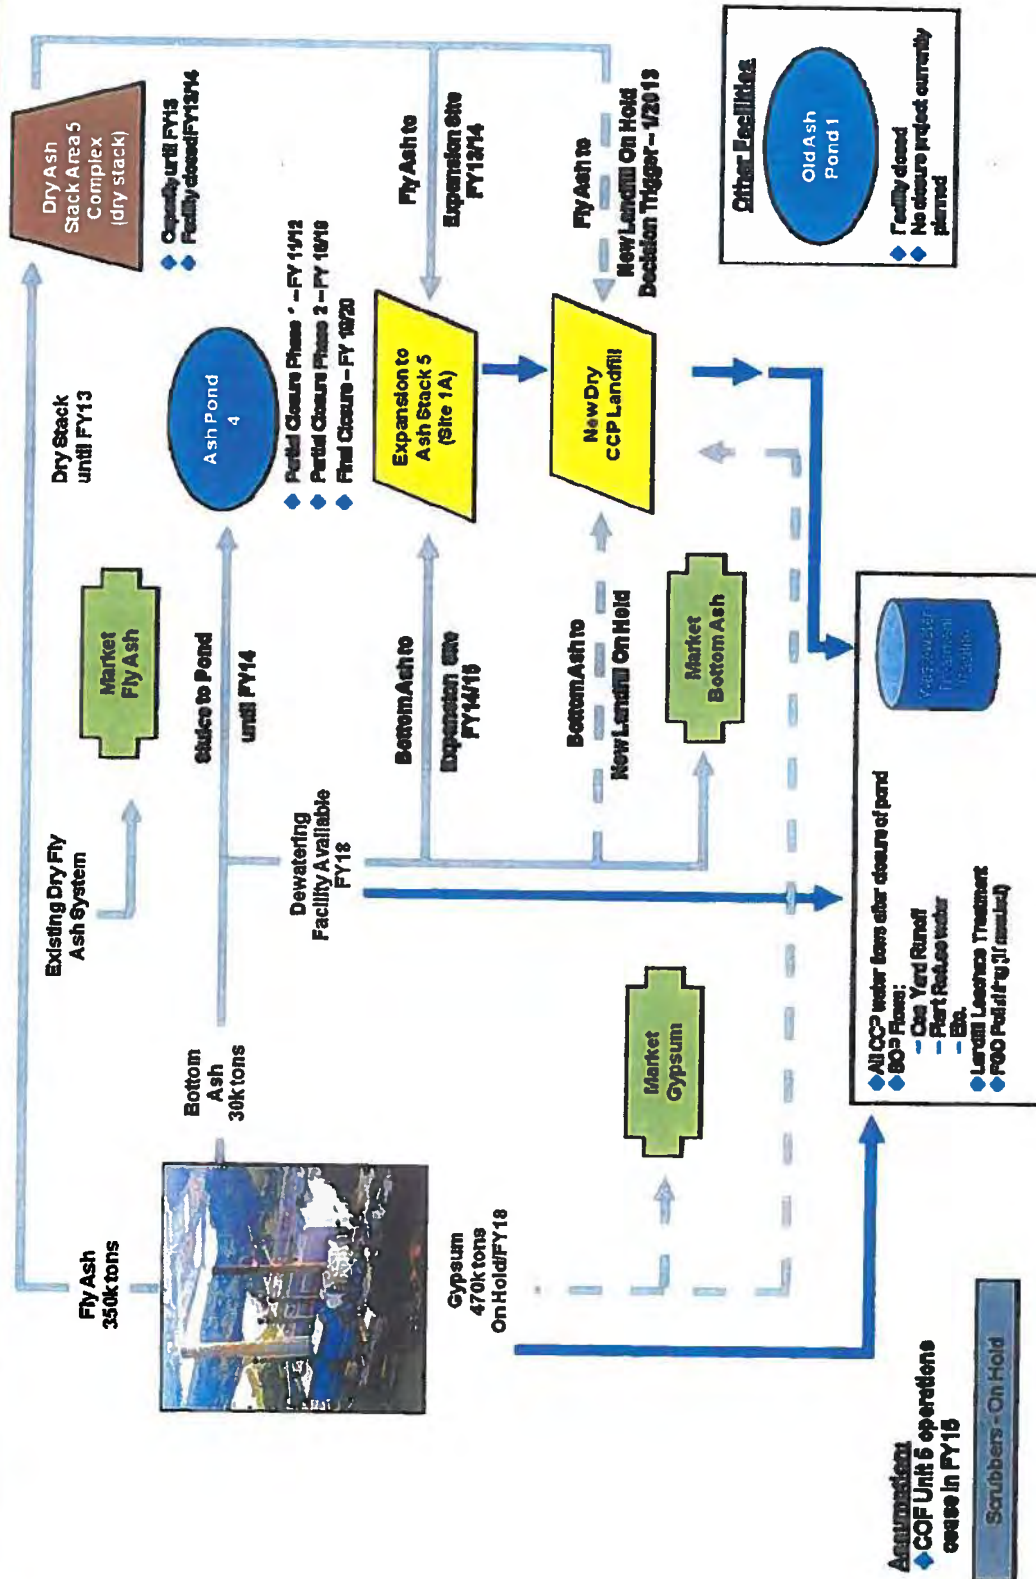 Fly Ash
350k tons
Bottom
Ash
30k tons
Gypsum
470k tons
On Hold/FY18
Existing Dry Fly
Ash System
Market
Fly Ash
Dry Stack
until FY13
Dry Ash
Stack Area 5
Complex
(dry stack)
Capacity until FY13
Facility closed FY13/14
Sluice to Pond
until FY14
Ash Pond
4
Partial Closure Phase - FY 11/12
Partial Closure Phase 2 - FY
Final Closure - FY 19/20
Dewatering
Facility Available
FY13
Bottom Ash to
Expansion Site
FY14/15
Expansion to
Ash Stack 5
(Site 1A)
Fly Ash to
Expansion Site
FY13/14
Bottom Ash to
New Landfill On Hold
New Dry
CCP Landfill
Fly Ash to
New Landfill On Hold
Decision Trigger - 1/2013
Market
Bottom Ash
Market
Gypsum
All CCP water flows after closure of pond
BOP Flows:
- Coal Yard Runoff
- Plant Refuse water
- Etc.
Landfill Leachate Treatment
FGD Polishing (if needed)
Wastewater
Treatment
Other Facilities
Old Ash
Pond 1
Facility closed
No closure project currently
planned
Assumption:
COF Unit 5 operations
cease in FY15
Scrubbers - On Hold